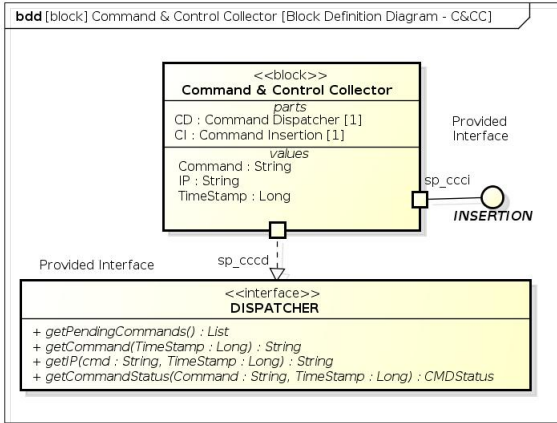 bdd [block] Command & Control Collector [Block Definition Diagram - C&CC]
<<block>>
Command & Control Collector
parts
CD : Command Dispatcher [1]
CI : Command Insertion [1]
values
Command : String
IP : String
TimeStamp : Long
Provided
Interface
sp_ccci
INSERTION
sp_cccd
Provided Interface
<<interface>>
DISPATCHER
+ getPendingCommands() : List
+ getCommand(TimeStamp : Long) : String
+ getIP(cmd : String, TimeStamp : Long) : String
+ getCommandStatus(Command : String, TimeStamp : Long) : CMDStatus